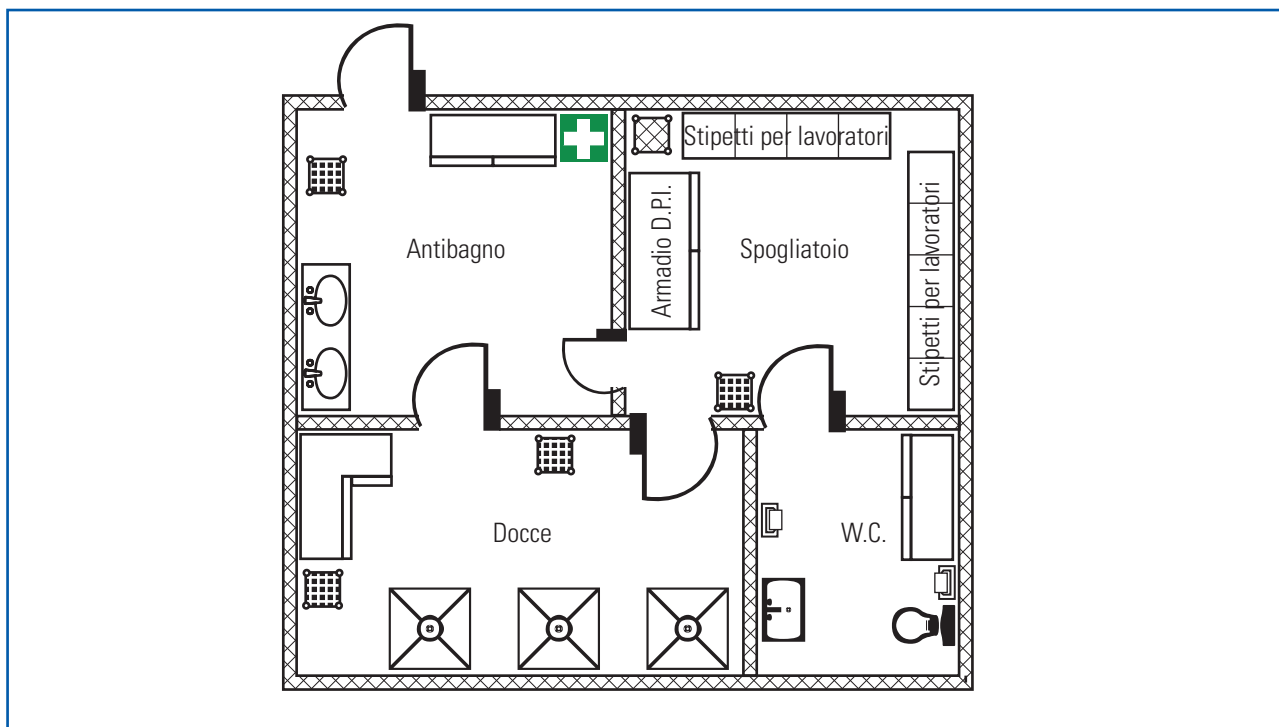 Stipetti per lavoratori
Armadio D.P.I.
Stipetti per lavoratori
Antibagno
Spogliatoio
Docce
W.C.